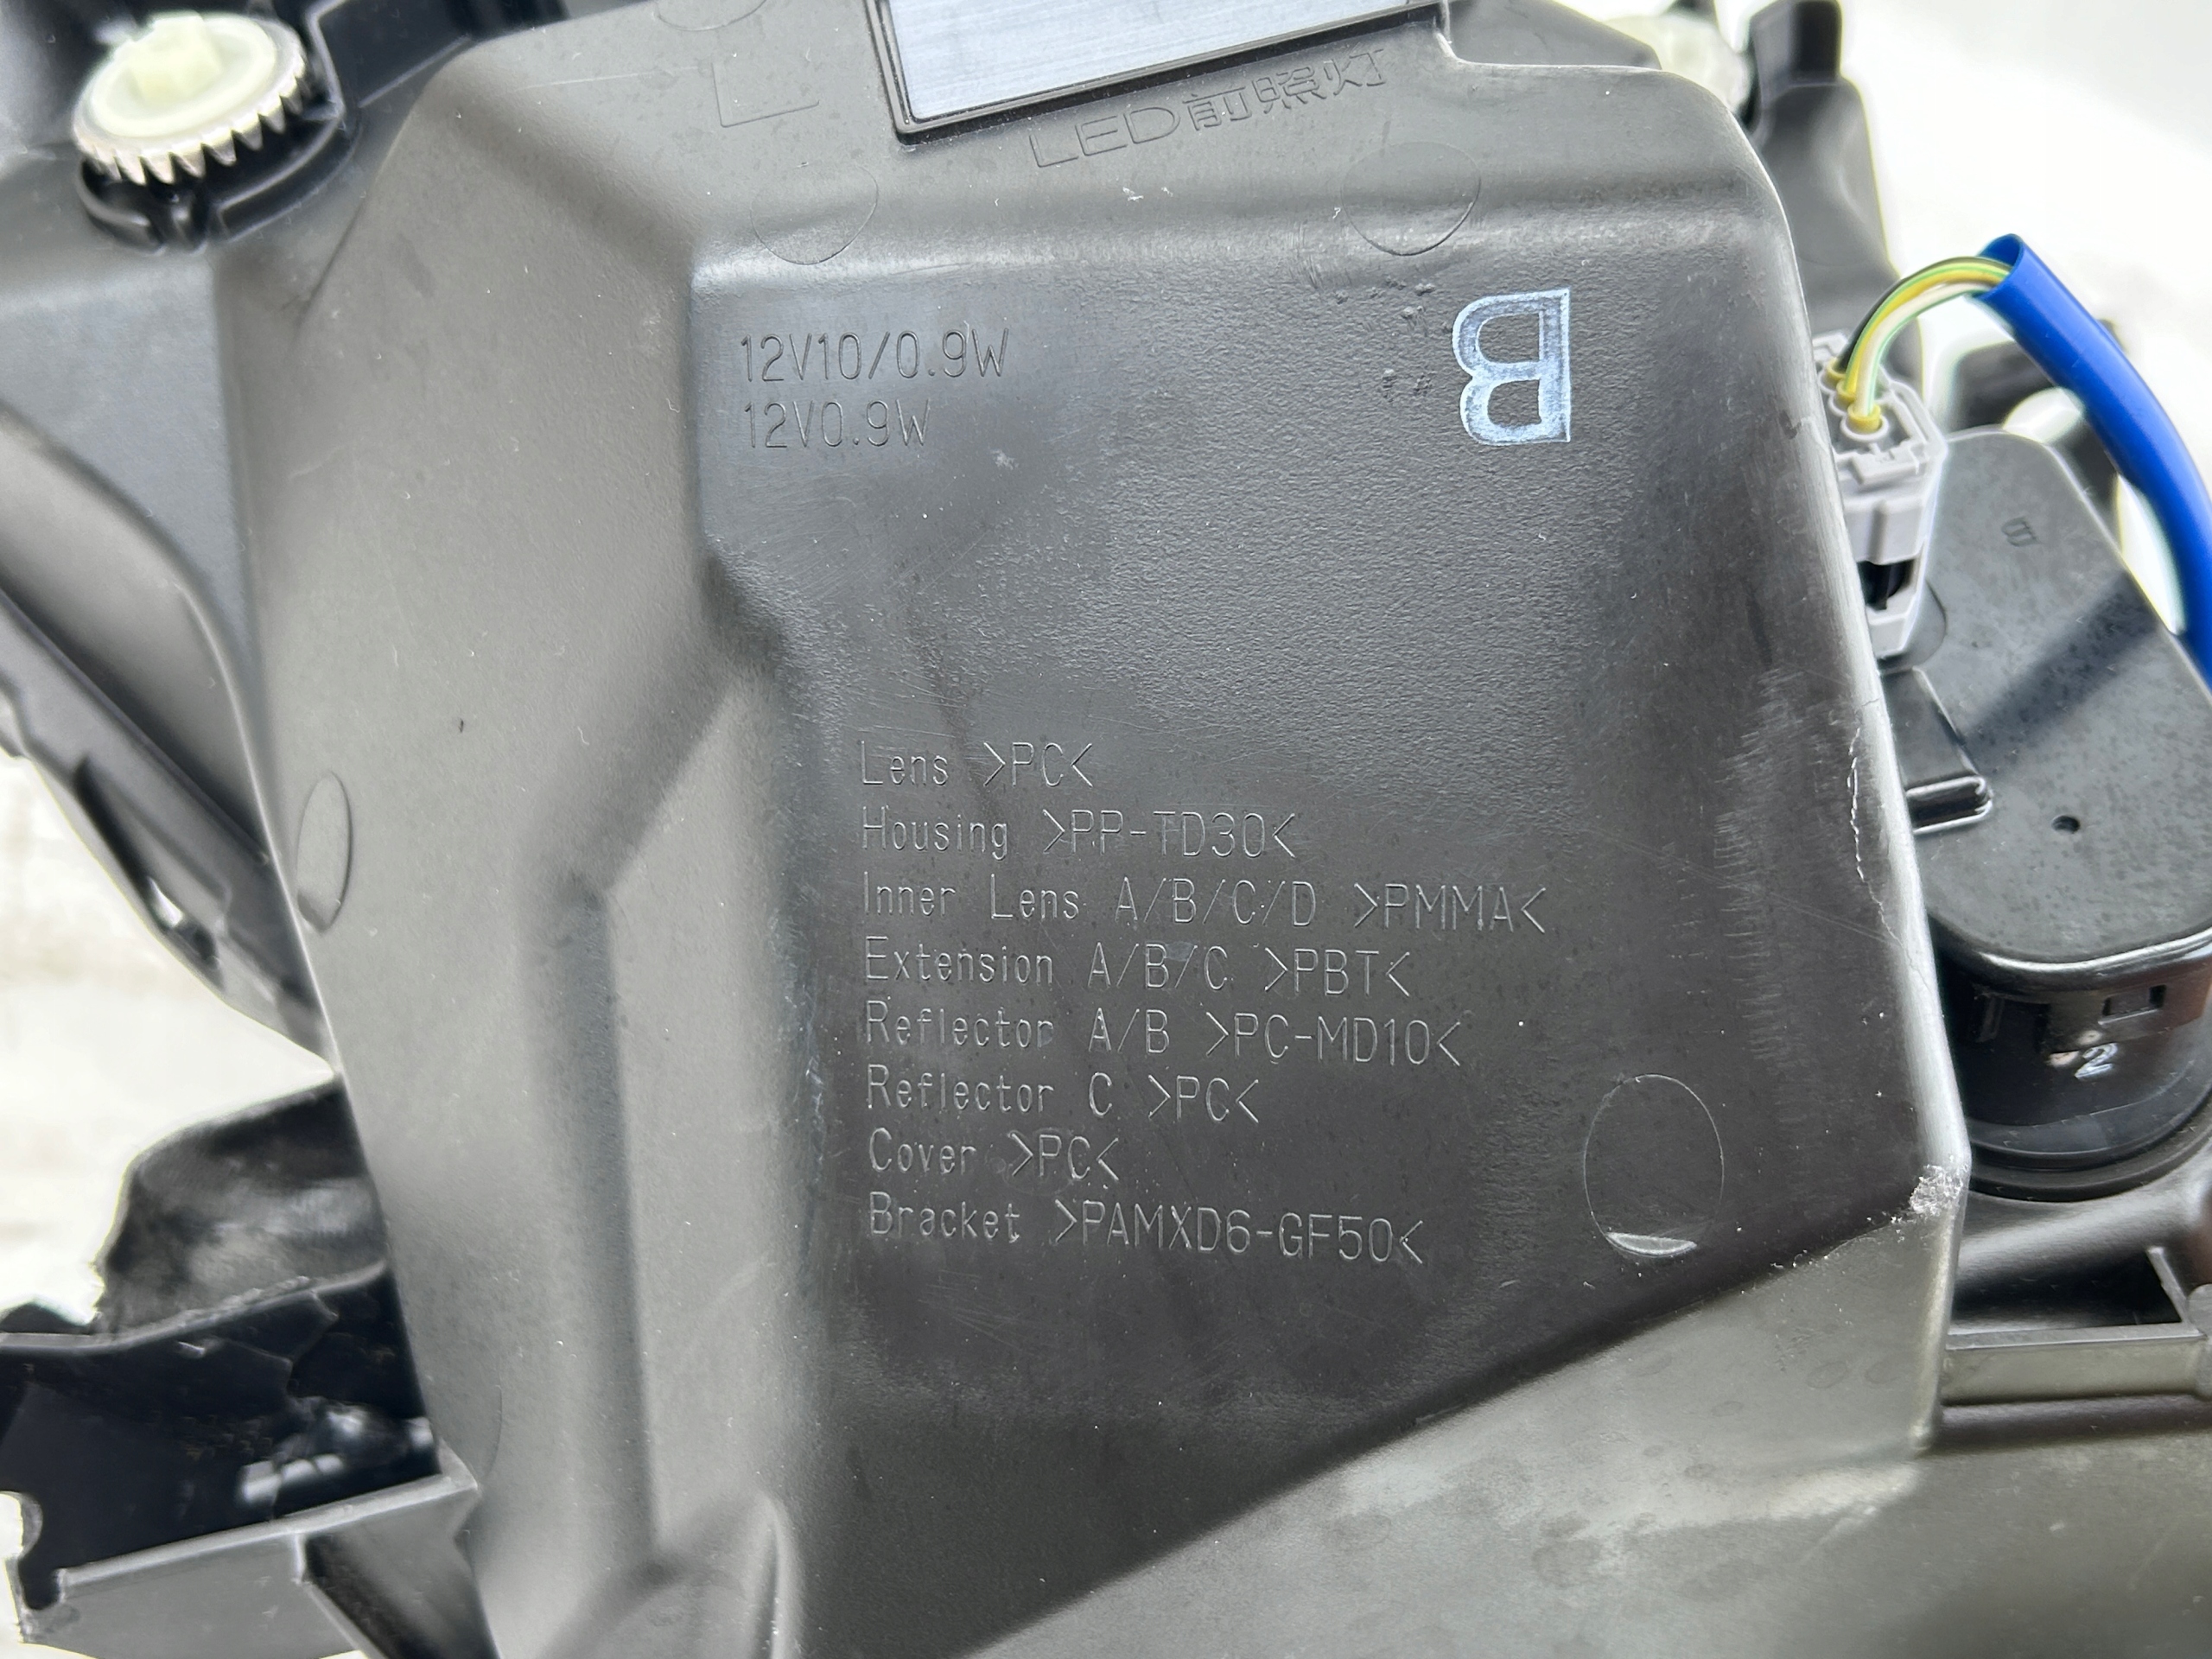 L
LED前照灯
12V10/0.9W
12V0.9W
B
Lens >PC<
Housing >PP-TD30<
Inner Lens A/B/C/D >PMMA<
Extension A/B/C >PBT<
Reflector A/B >PC-MD10<
Reflector C >PC<
Cover >PC<
Bracket >PAMXD6-GF50<
2